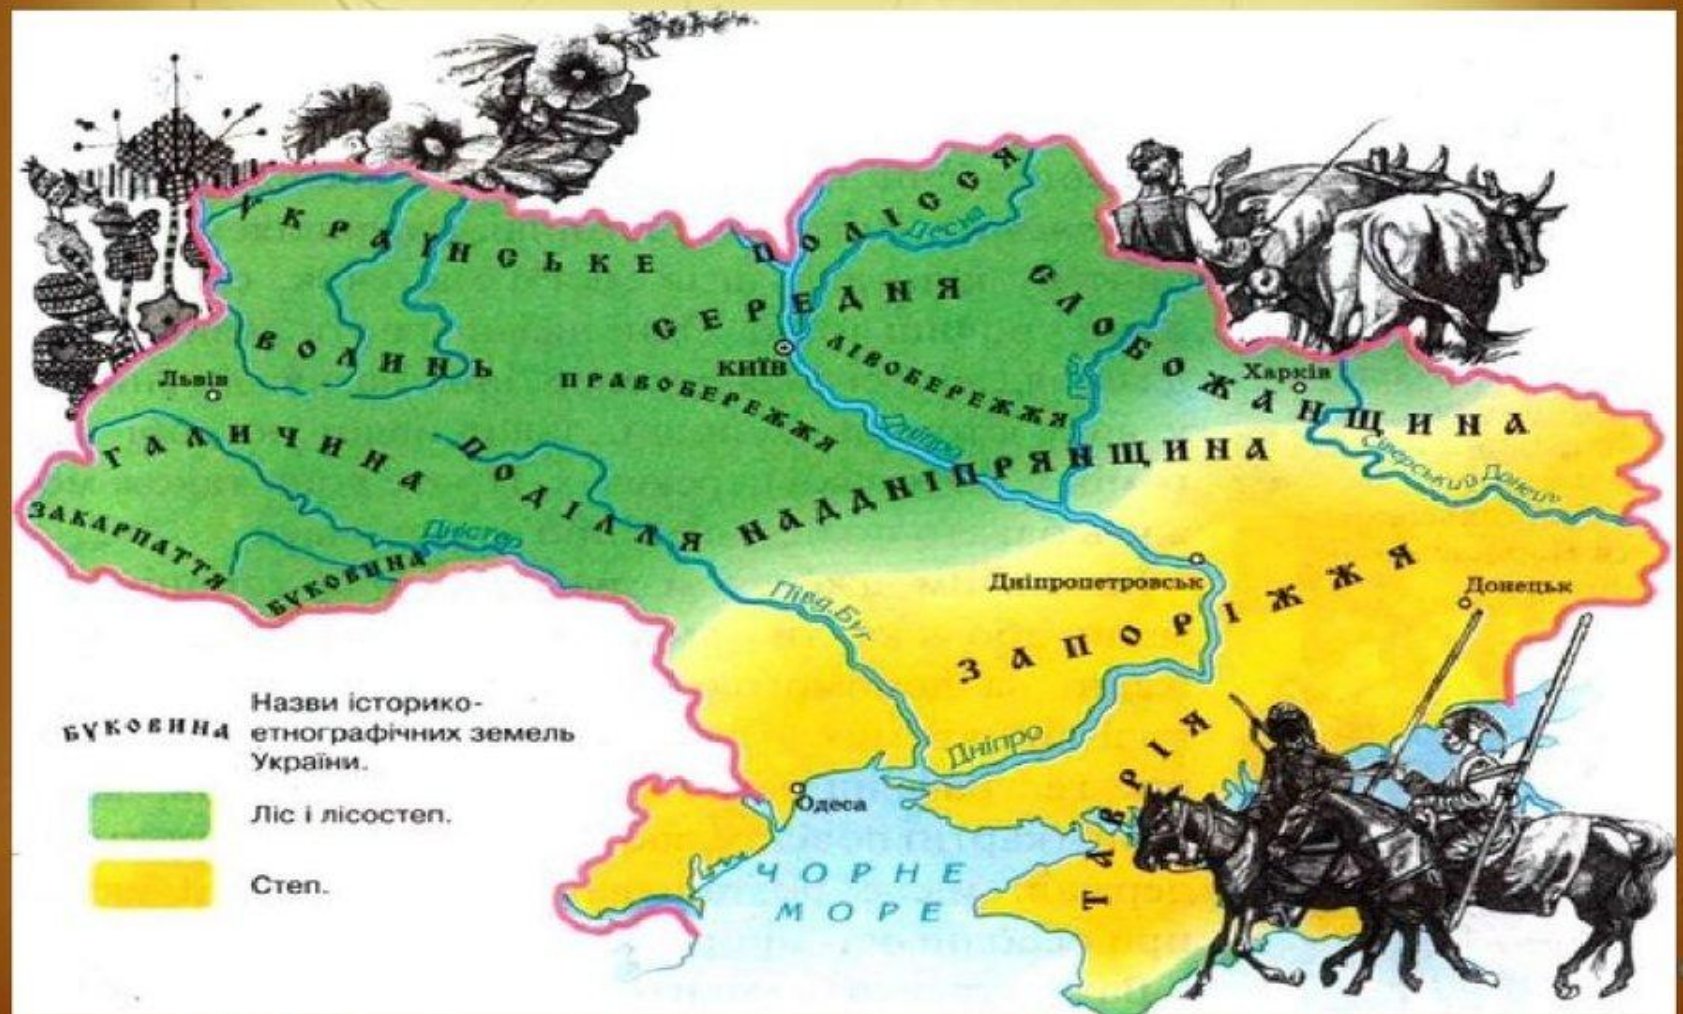 УКРАЇНСЬКЕ ПОЛІССЯ
Десна
СЕРЕДНЯ
СЛОБОЖАНЩИНА
ВОЛИНЬ
КИЇВ
ЛІВОБЕРЕЖЖЯ
Львів
ПРАВОБЕРЕЖЖЯ
Харків
Дніпро
ГАЛИЧИНА
ПОДІЛЛЯ
НАДДНІПРЯНЩИНА
Сіверський Донець
ЗАКАРПАТТЯ
Дністер
БУКОВИНА
Півд.Буг
Дніпропетровськ
Донецьк
ЗАПОРІЖЖЯ
Дніпро
ТАВРІЯ
Одеса
ЧОРНЕ
МОРЕ
БУКОВИНА
Назви історико-
етнографічних земель
України.
Ліс і лісостеп.
Степ.